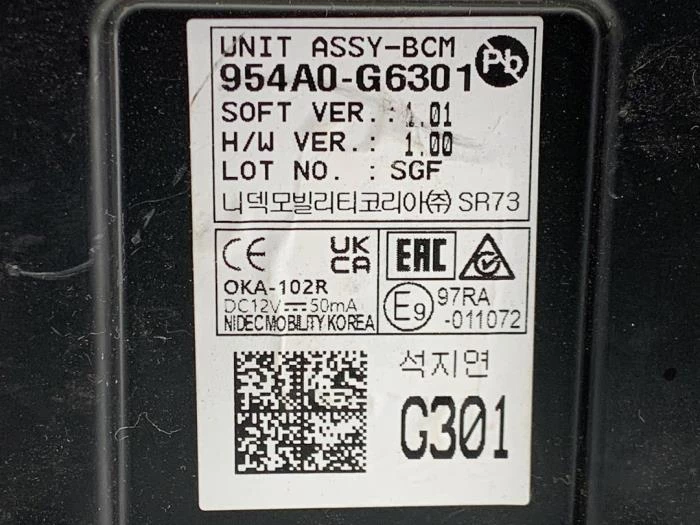 UNIT ASSY-BCM
954A0-G6301
Pb
SOFT VER.: 1.01
H/W VER.: 1.00
LOT NO. : SGF
니덱모빌리티코리아(주) SR73
CE UK CA EAC
OKA-102R
DC12V⎓50mA
NIDEC MOBILITY KOREA
E9 97RA
-011072
석지연
G301